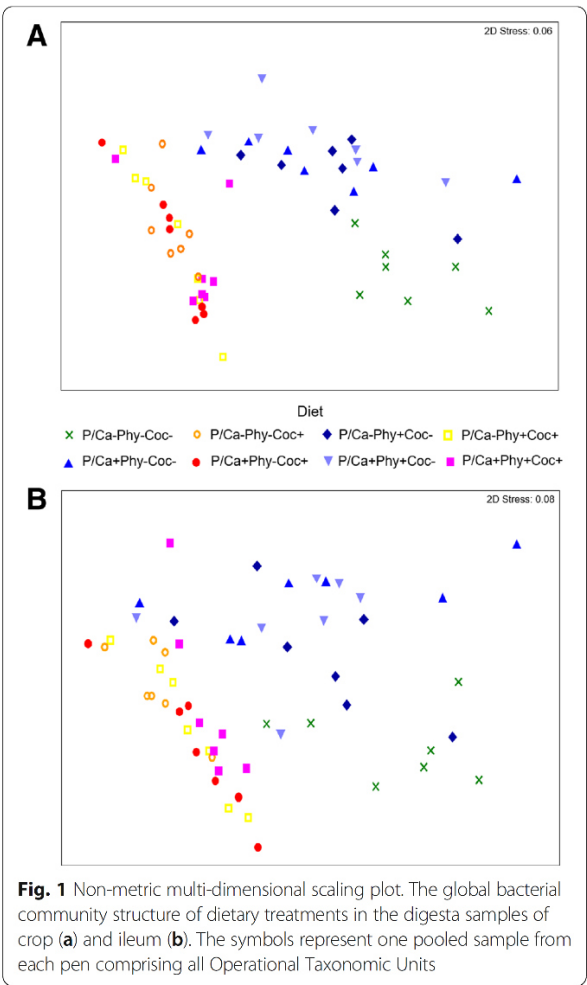 A
2D Stress: 0.06
Diet
P/Ca-Phy-Coc- P/Ca-Phy-Coc+ P/Ca-Phy+Coc- P/Ca-Phy+Coc+
P/Ca+Phy-Coc- P/Ca+Phy-Coc+ P/Ca+Phy+Coc- P/Ca+Phy+Coc+
B
2D Stress: 0.08
Fig. 1 Non-metric multi-dimensional scaling plot. The global bacterial
community structure of dietary treatments in the digesta samples of
crop (a) and ileum (b). The symbols represent one pooled sample from
each pen comprising all Operational Taxonomic Units